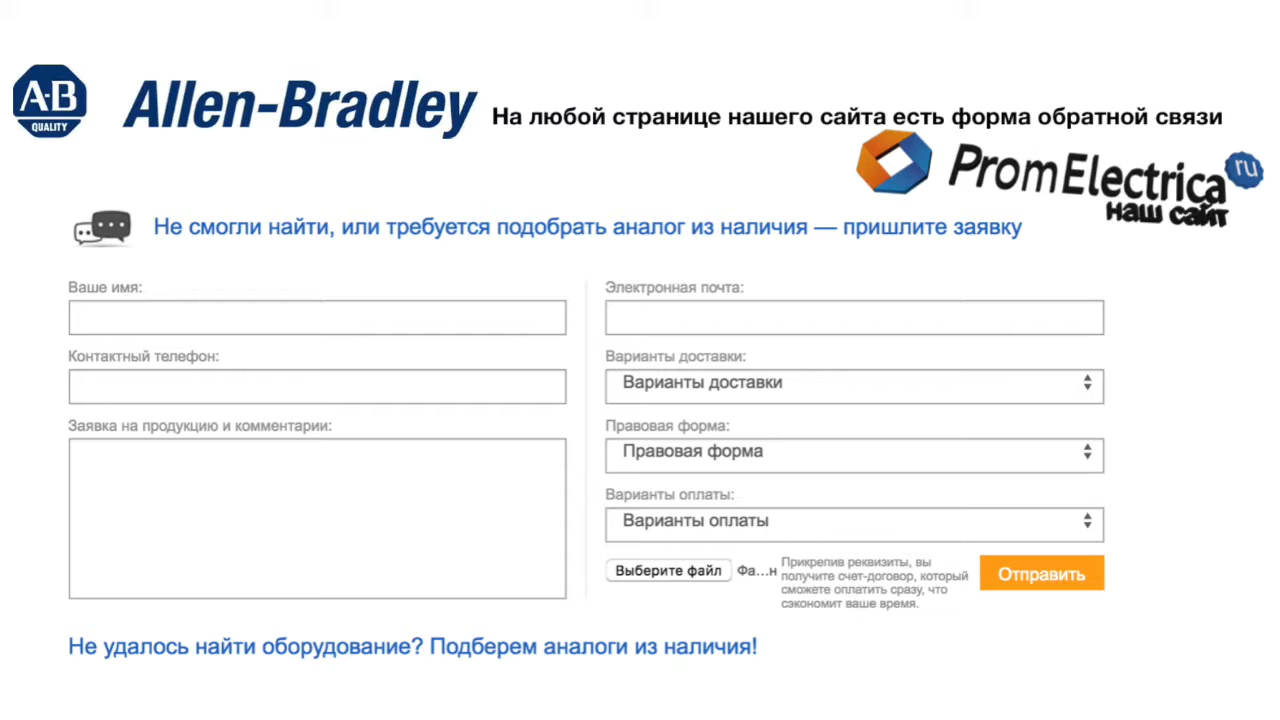 A-B
QUALITY
Allen-Bradley
На любой странице нашего сайта есть форма обратной связи
PromElectrica ru
наш сайт
Не смогли найти, или требуется подобрать аналог из наличия — пришлите заявку
Ваше имя:
Электронная почта:
Контактный телефон:
Варианты доставки:
Варианты доставки
Заявка на продукцию и комментарии:
Правовая форма:
Правовая форма
Варианты оплаты:
Варианты оплаты
Выберите файл Фа...н
Прикрепив реквизиты, вы
получите счет-договор, который
сможете оплатить сразу, что
сэкономит ваше время.
Отправить
Не удалось найти оборудование? Подберем аналоги из наличия!